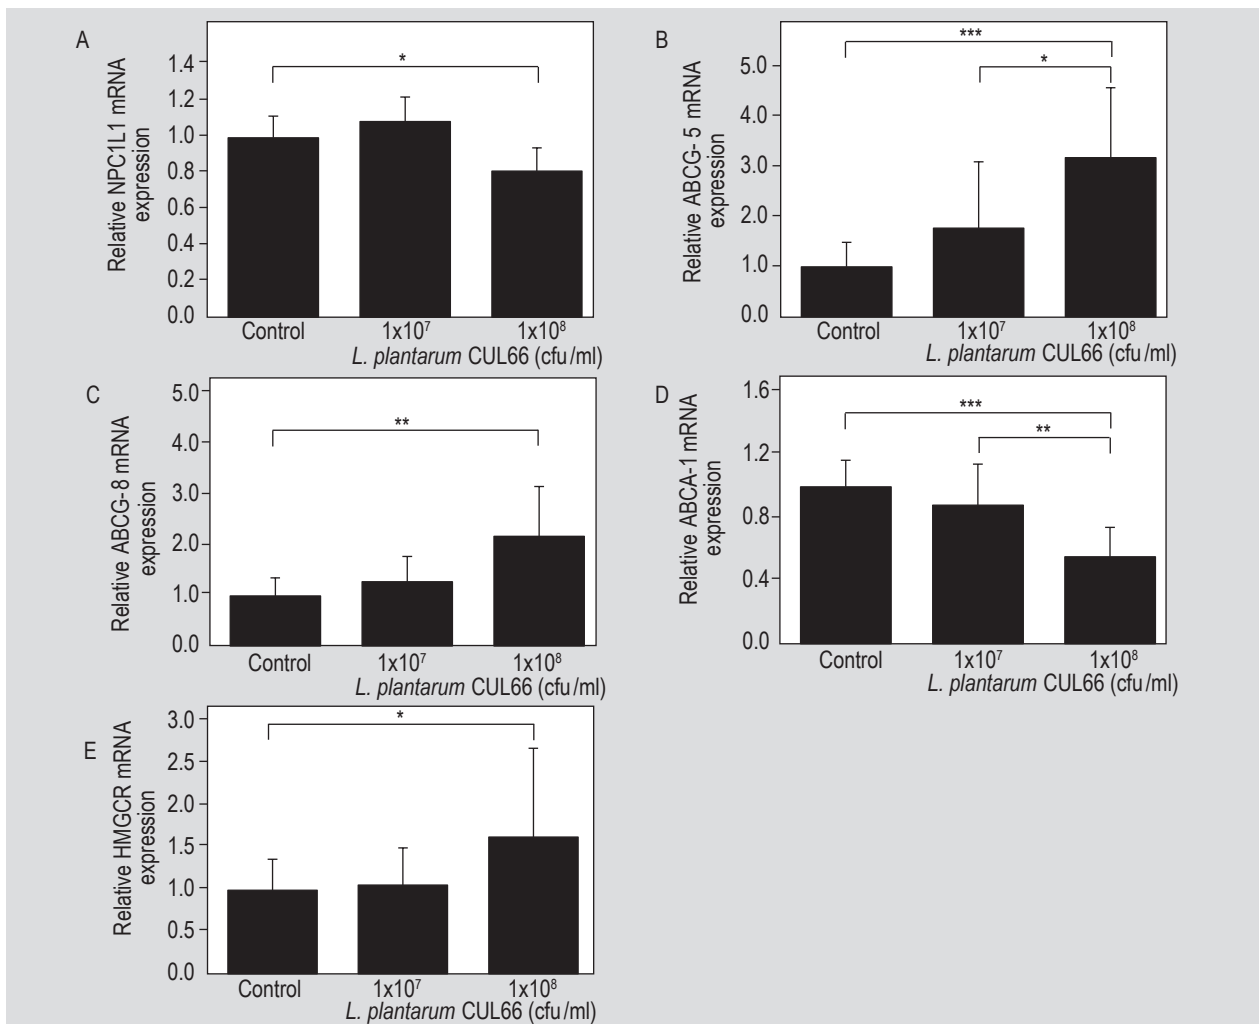 A
Relative NPC1L1 mRNA
expression
1.4
1.2
1.0
0.8
0.6
0.4
0.2
0.0
*
Control
1x10⁷
1x10⁸
L. plantarum CUL66 (cfu/ml)
B
Relative ABCG-5 mRNA
expression
5.0
4.0
3.0
2.0
1.0
0.0
***
*
Control
1x10⁷
1x10⁸
L. plantarum CUL66 (cfu/ml)
C
Relative ABCG-8 mRNA
expression
5.0
4.0
3.0
2.0
1.0
0.0
**
Control
1x10⁷
1x10⁸
L. plantarum CUL66 (cfu/ml)
D
Relative ABCA-1 mRNA
expression
1.6
1.2
0.8
0.4
0.0
***
**
Control
1x10⁷
1x10⁸
L. plantarum CUL66 (cfu/ml)
E
Relative HMGCR mRNA
expression
3.0
2.5
2.0
1.5
1.0
0.5
0.0
*
Control
1x10⁷
1x10⁸
L. plantarum CUL66 (cfu/ml)